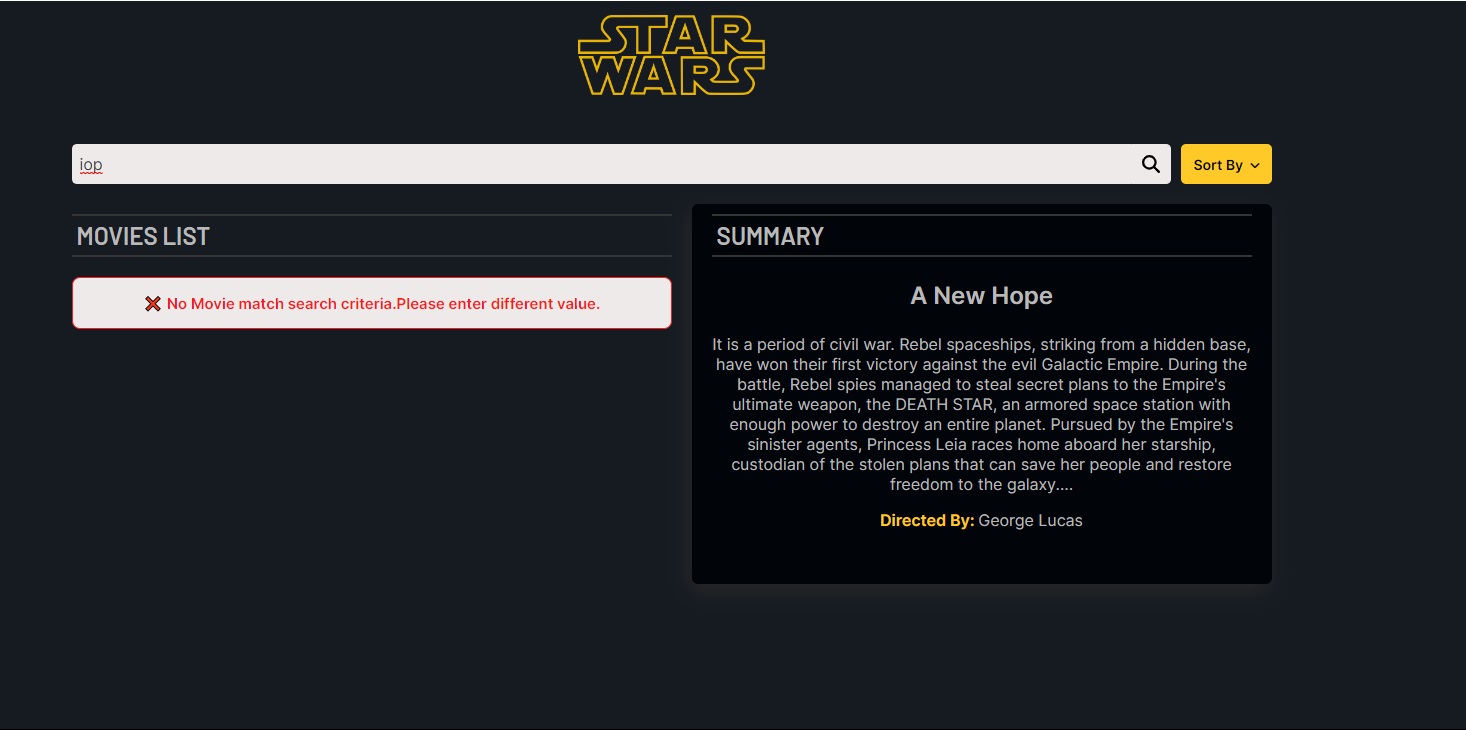 STAR
WARS
iop
Sort By
MOVIES LIST
No Movie match search criteria.Please enter different value.
SUMMARY
A New Hope
It is a period of civil war. Rebel spaceships, striking from a hidden base,
have won their first victory against the evil Galactic Empire. During the
battle, Rebel spies managed to steal secret plans to the Empire's
ultimate weapon, the DEATH STAR, an armored space station with
enough power to destroy an entire planet. Pursued by the Empire's
sinister agents, Princess Leia races home aboard her starship,
custodian of the stolen plans that can save her people and restore
freedom to the galaxy....
Directed By: George Lucas